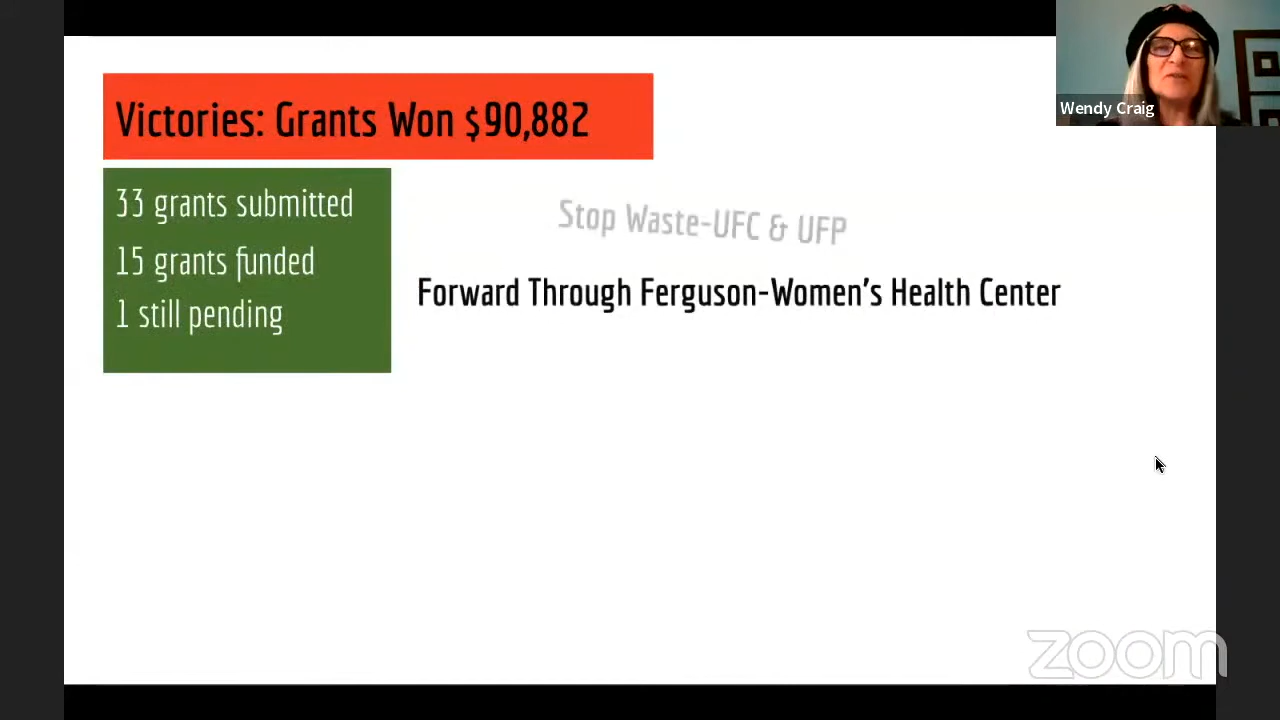 Victories: Grants Won $90,882
33 grants submitted
15 grants funded
1 still pending
Stop Waste-UFC & UFP
Forward Through Ferguson-Women's Health Center
Wendy Craig
zoom